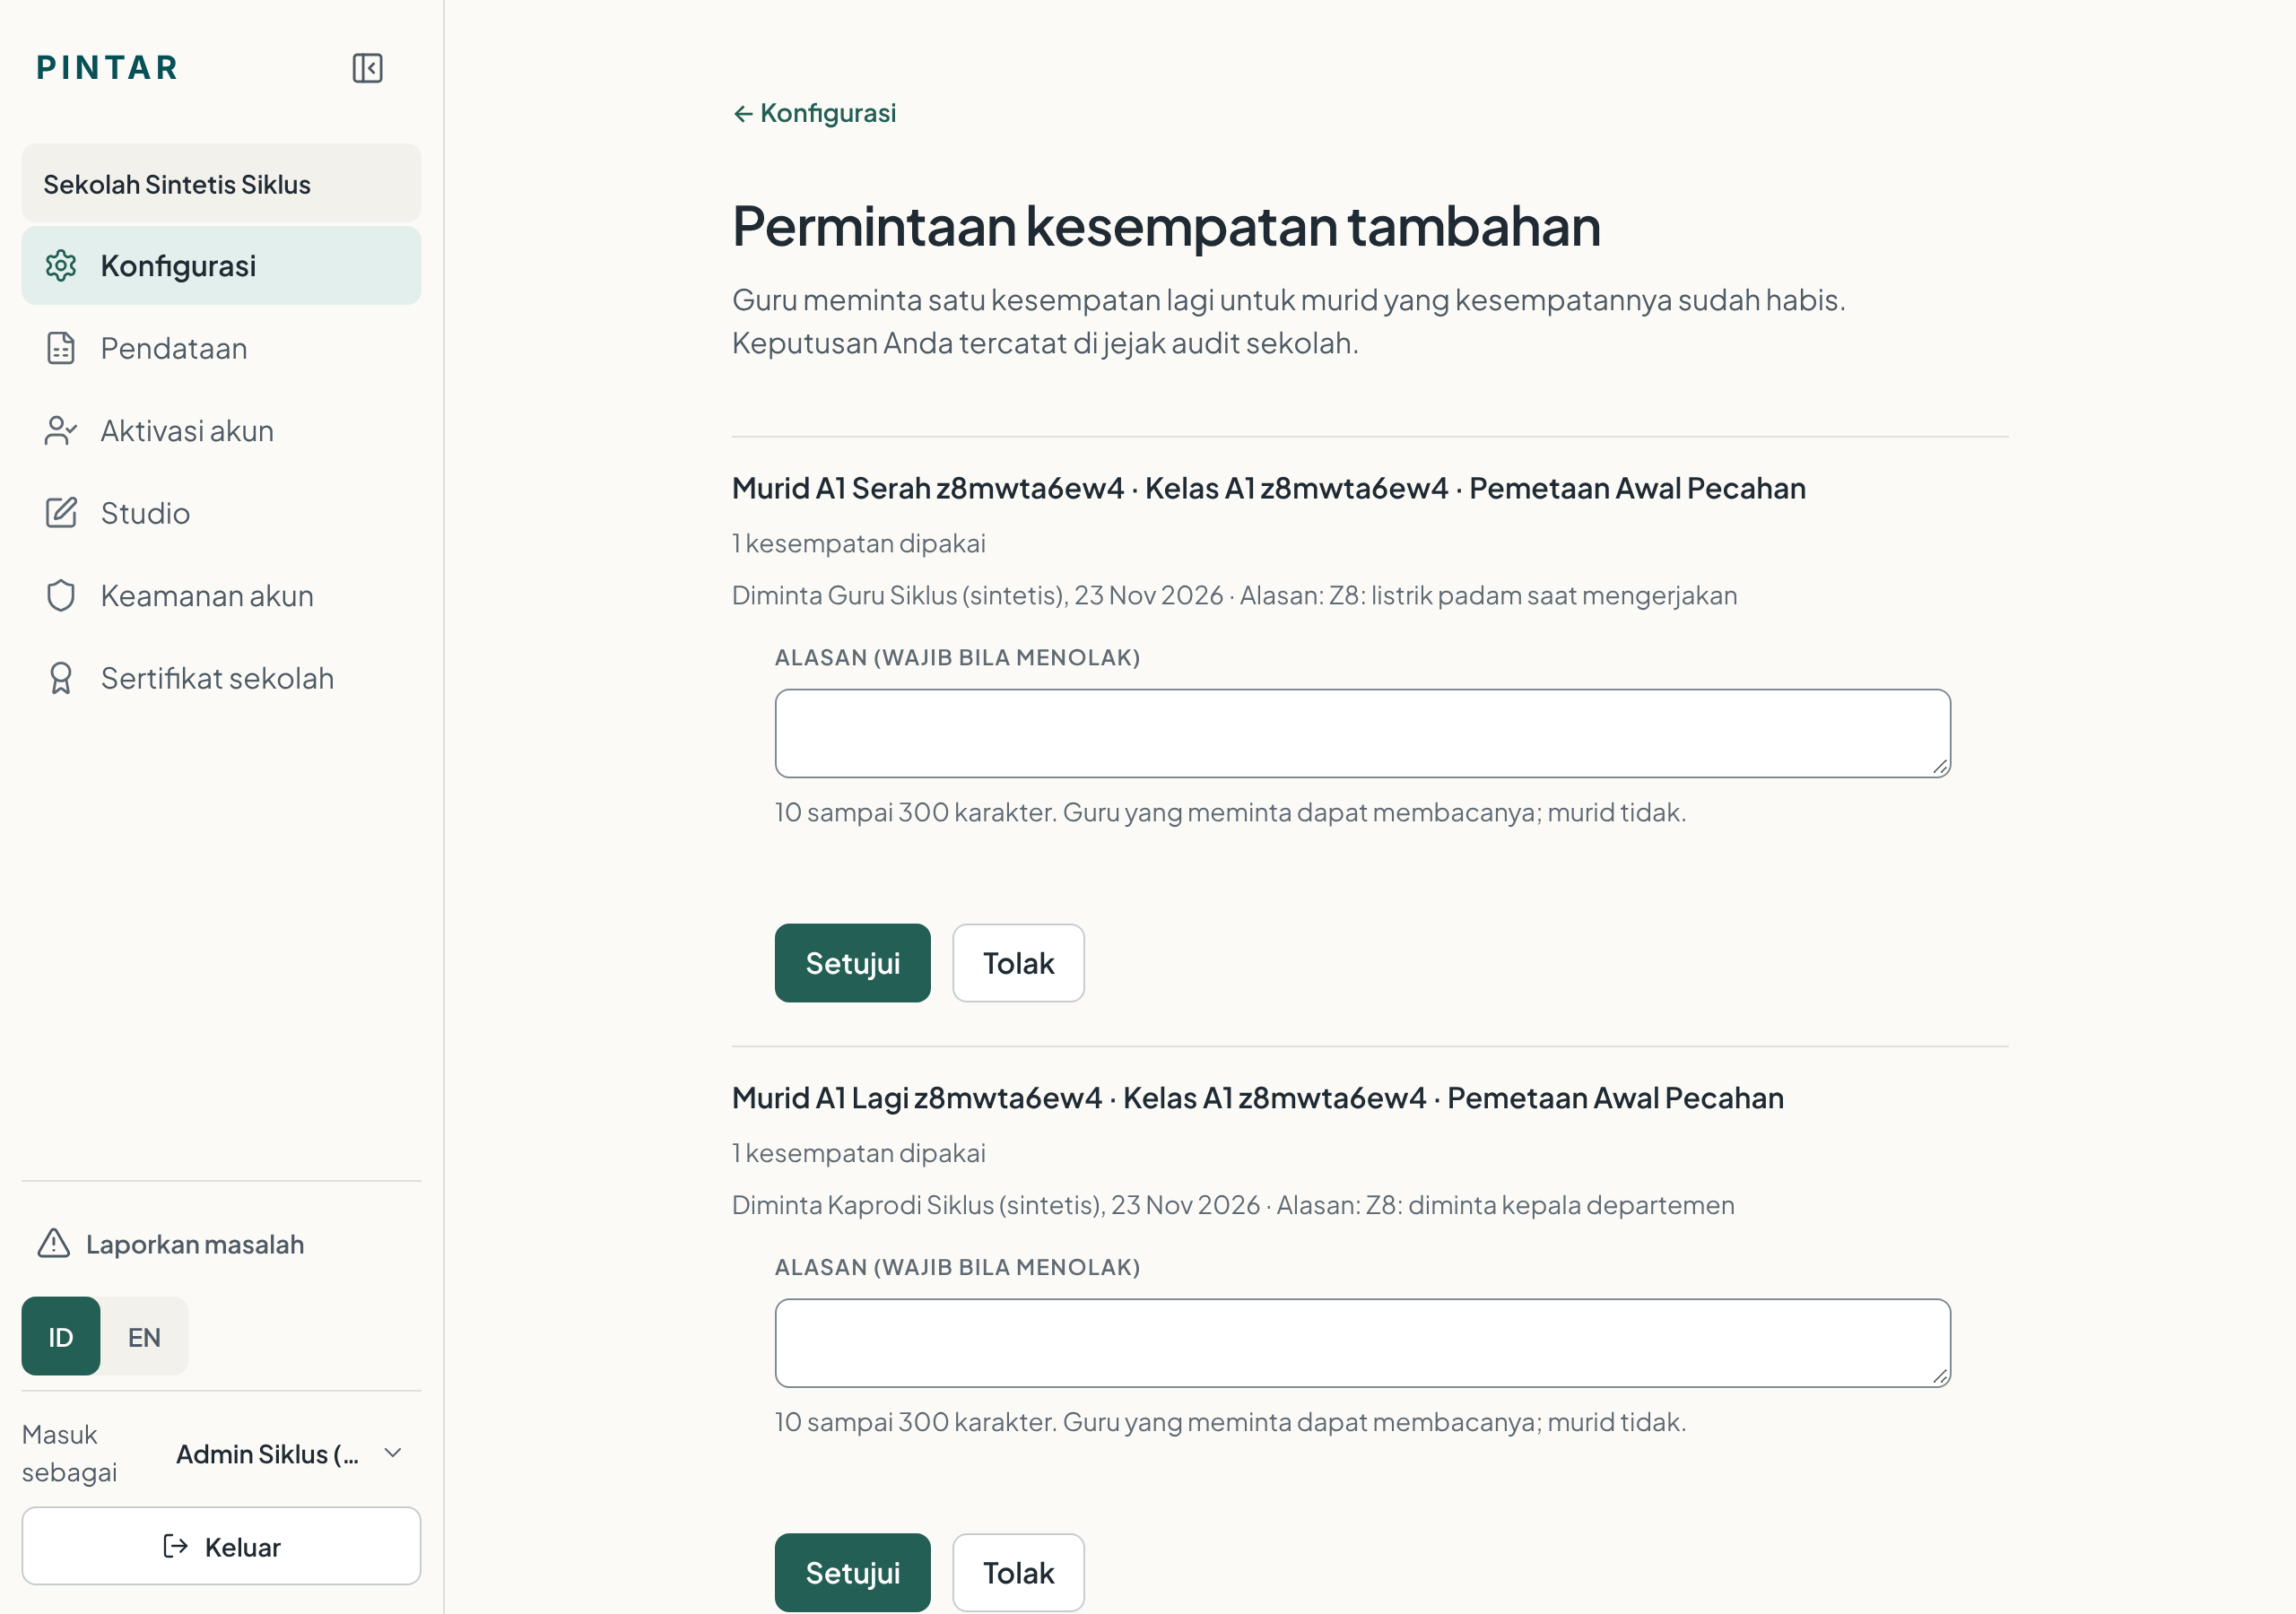 PINTAR
Sekolah Sintetis Siklus
Konfigurasi
Pendataan
Aktivasi akun
Studio
Keamanan akun
Sertifikat sekolah
Laporkan masalah
ID EN
Masuk sebagai
Admin Siklus (...
Keluar
← Konfigurasi
Permintaan kesempatan tambahan
Guru meminta satu kesempatan lagi untuk murid yang kesempatannya sudah habis.
Keputusan Anda tercatat di jejak audit sekolah.
Murid A1 Serah z8mwta6ew4 · Kelas A1 z8mwta6ew4 · Pemetaan Awal Pecahan
1 kesempatan dipakai
Diminta Guru Siklus (sintetis), 23 Nov 2026 · Alasan: Z8: listrik padam saat mengerjakan
ALASAN (WAJIB BILA MENOLAK)
10 sampai 300 karakter. Guru yang meminta dapat membacanya; murid tidak.
Setujui Tolak
Murid A1 Lagi z8mwta6ew4 · Kelas A1 z8mwta6ew4 · Pemetaan Awal Pecahan
1 kesempatan dipakai
Diminta Kaprodi Siklus (sintetis), 23 Nov 2026 · Alasan: Z8: diminta kepala departemen
ALASAN (WAJIB BILA MENOLAK)
10 sampai 300 karakter. Guru yang meminta dapat membacanya; murid tidak.
Setujui Tolak